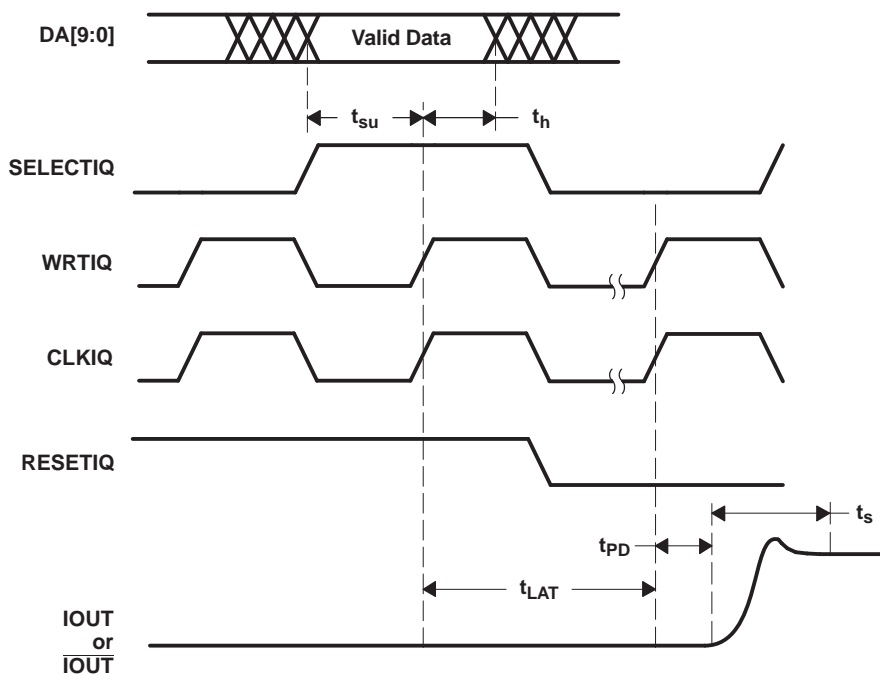 DA[9:0]
Valid Data
tsu
th
SELECTIQ
WRTIQ
CLKIQ
RESETIQ
ts
tPD
tLAT
IOUT
or
IOUT